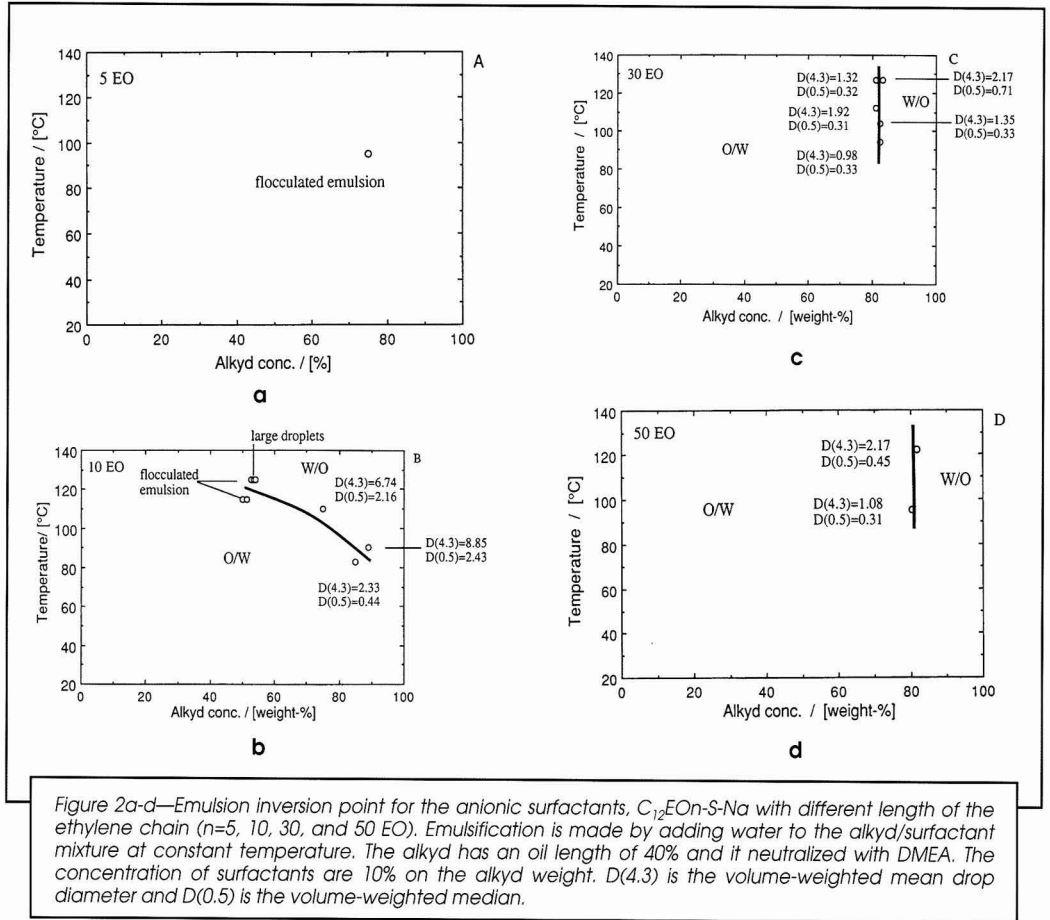 A
5 EO
140
120
100
80
60
40
20
Temperature / [°C]
flocculated emulsion
0 20 40 60 80 100
Alkyd conc. / [%]
a
C
30 EO
140
120
100
80
60
40
20
Temperature / [°C]
D(4.3)=1.32
D(0.5)=0.32
D(4.3)=2.17
D(0.5)=0.71
W/O
D(4.3)=1.92
D(0.5)=0.31
D(4.3)=1.35
D(0.5)=0.33
O/W
D(4.3)=0.98
D(0.5)=0.33
0 20 40 60 80 100
Alkyd conc. / [weight-%]
c
B
large droplets
10 EO
flocculated
emulsion
W/O
D(4.3)=6.74
D(0.5)=2.16
140
120
100
80
60
40
20
Temperature/ [°C]
D(4.3)=8.85
D(0.5)=2.43
O/W
D(4.3)=2.33
D(0.5)=0.44
0 20 40 60 80 100
Alkyd conc. / [weight-%]
b
D
50 EO
140
120
100
80
60
40
20
Temperature / [°C]
D(4.3)=2.17
D(0.5)=0.45
W/O
O/W
D(4.3)=1.08
D(0.5)=0.31
0 20 40 60 80 100
Alkyd conc. / [weight-%]
d
Figure 2a-d—Emulsion inversion point for the anionic surfactants, C₁₂EOn-S-Na with different length of the
ethylene chain (n=5, 10, 30, and 50 EO). Emulsification is made by adding water to the alkyd/surfactant
mixture at constant temperature. The alkyd has an oil length of 40% and it neutralized with DMEA. The
concentration of surfactants are 10% on the alkyd weight. D(4.3) is the volume-weighted mean drop
diameter and D(0.5) is the volume-weighted median.